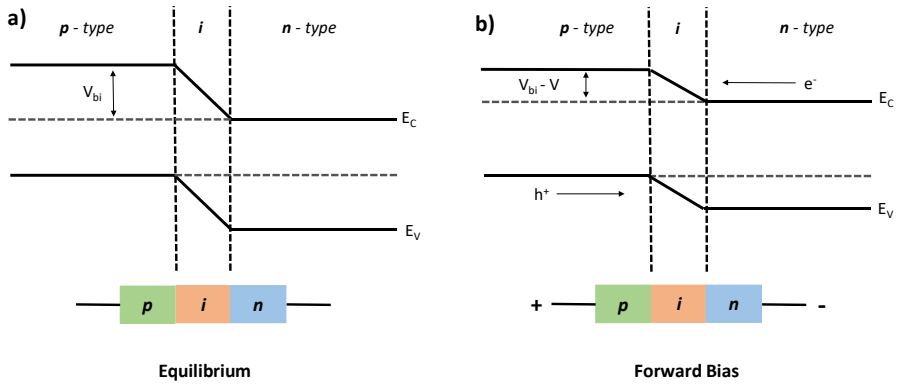 a)
p - type
i
n - type
V_bi
E_C
E_V
p
i
n
Equilibrium
b)
p - type
i
n - type
V_bi - V
e⁻
E_C
h⁺
E_V
+
p
i
n
-
Forward Bias